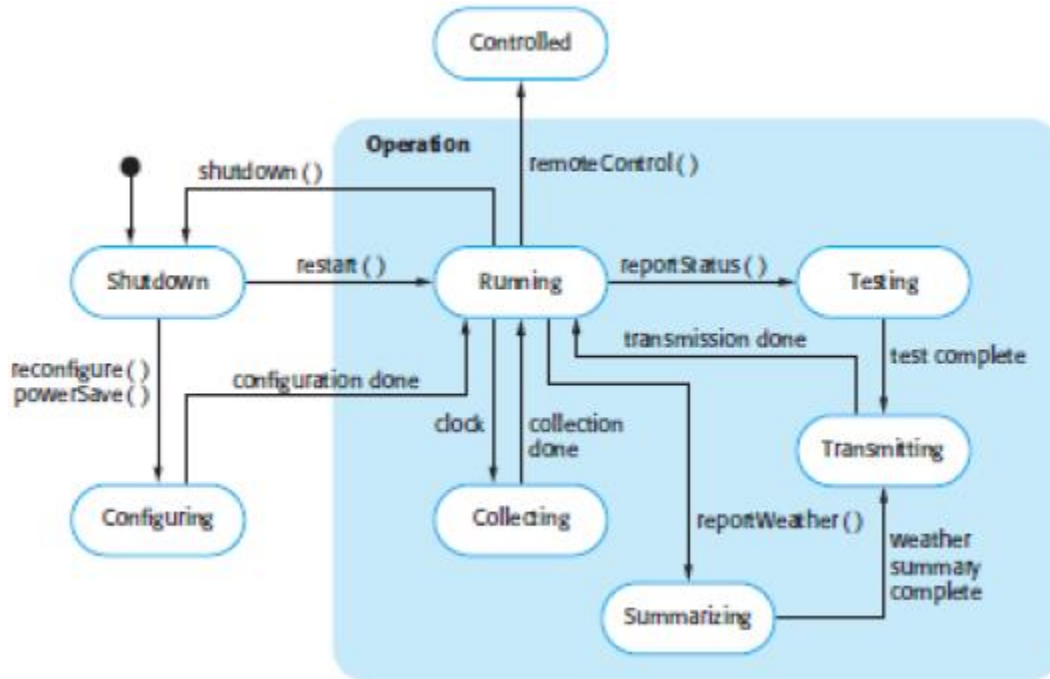 Controlled
Operation
shutdown ( )
remoteControl ( )
Shutdown
restart ( )
Running
reportStatus ( )
Testing
reconfigure ( )
powerSave ( )
configuration done
transmission done
test complete
clock
collection
done
Transmitting
Configuring
Collecting
reportWeather ( )
weather
summary
complete
Summarizing